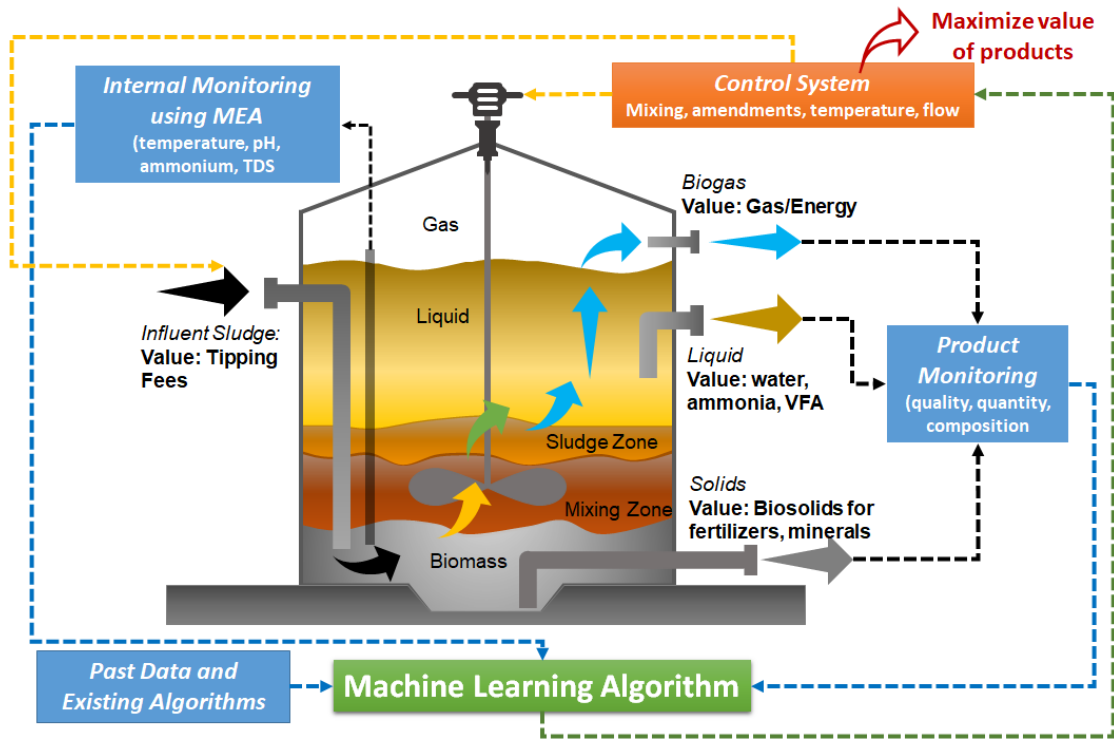 Maximize value
of products
Internal Monitoring
using MEA
(temperature, pH,
ammonium, TDS
Control System
Mixing, amendments, temperature, flow
Biogas
Value: Gas/Energy
Gas
Liquid
Influent Sludge:
Value: Tipping
Fees
Liquid
Value: water,
ammonia, VFA
Product
Monitoring
(quality, quantity,
composition
Sludge Zone
Mixing Zone
Solids
Value: Biosolids for
fertilizers, minerals
Biomass
Past Data and
Existing Algorithms
Machine Learning Algorithm